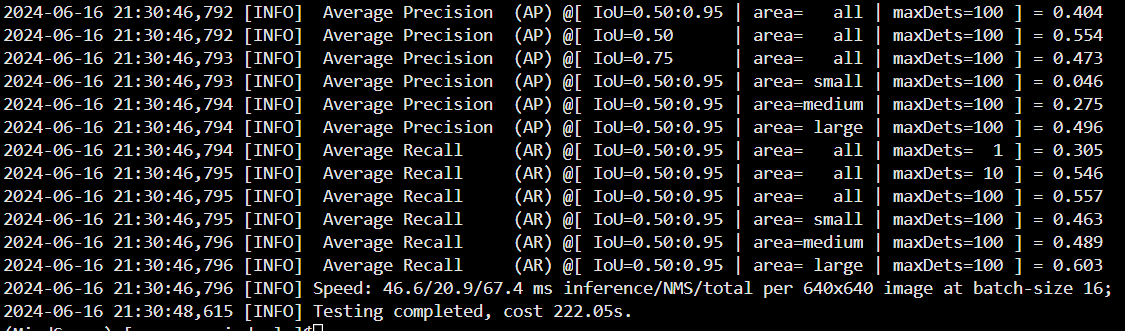 2024-06-16 21:30:46,792 [INFO]  Average Precision  (AP) @[ IoU=0.50:0.95 | area=   all | maxDets=100 ] = 0.404
2024-06-16 21:30:46,792 [INFO]  Average Precision  (AP) @[ IoU=0.50      | area=   all | maxDets=100 ] = 0.554
2024-06-16 21:30:46,793 [INFO]  Average Precision  (AP) @[ IoU=0.75      | area=   all | maxDets=100 ] = 0.473
2024-06-16 21:30:46,793 [INFO]  Average Precision  (AP) @[ IoU=0.50:0.95 | area= small | maxDets=100 ] = 0.046
2024-06-16 21:30:46,794 [INFO]  Average Precision  (AP) @[ IoU=0.50:0.95 | area=medium | maxDets=100 ] = 0.275
2024-06-16 21:30:46,794 [INFO]  Average Precision  (AP) @[ IoU=0.50:0.95 | area= large | maxDets=100 ] = 0.496
2024-06-16 21:30:46,794 [INFO]  Average Recall     (AR) @[ IoU=0.50:0.95 | area=   all | maxDets=  1 ] = 0.305
2024-06-16 21:30:46,795 [INFO]  Average Recall     (AR) @[ IoU=0.50:0.95 | area=   all | maxDets= 10 ] = 0.546
2024-06-16 21:30:46,795 [INFO]  Average Recall     (AR) @[ IoU=0.50:0.95 | area=   all | maxDets=100 ] = 0.557
2024-06-16 21:30:46,795 [INFO]  Average Recall     (AR) @[ IoU=0.50:0.95 | area= small | maxDets=100 ] = 0.463
2024-06-16 21:30:46,796 [INFO]  Average Recall     (AR) @[ IoU=0.50:0.95 | area=medium | maxDets=100 ] = 0.489
2024-06-16 21:30:46,796 [INFO]  Average Recall     (AR) @[ IoU=0.50:0.95 | area= large | maxDets=100 ] = 0.603
2024-06-16 21:30:46,796 [INFO] Speed: 46.6/20.9/67.4 ms inference/NMS/total per 640x640 image at batch-size 16;
2024-06-16 21:30:48,615 [INFO] Testing completed, cost 222.05s.